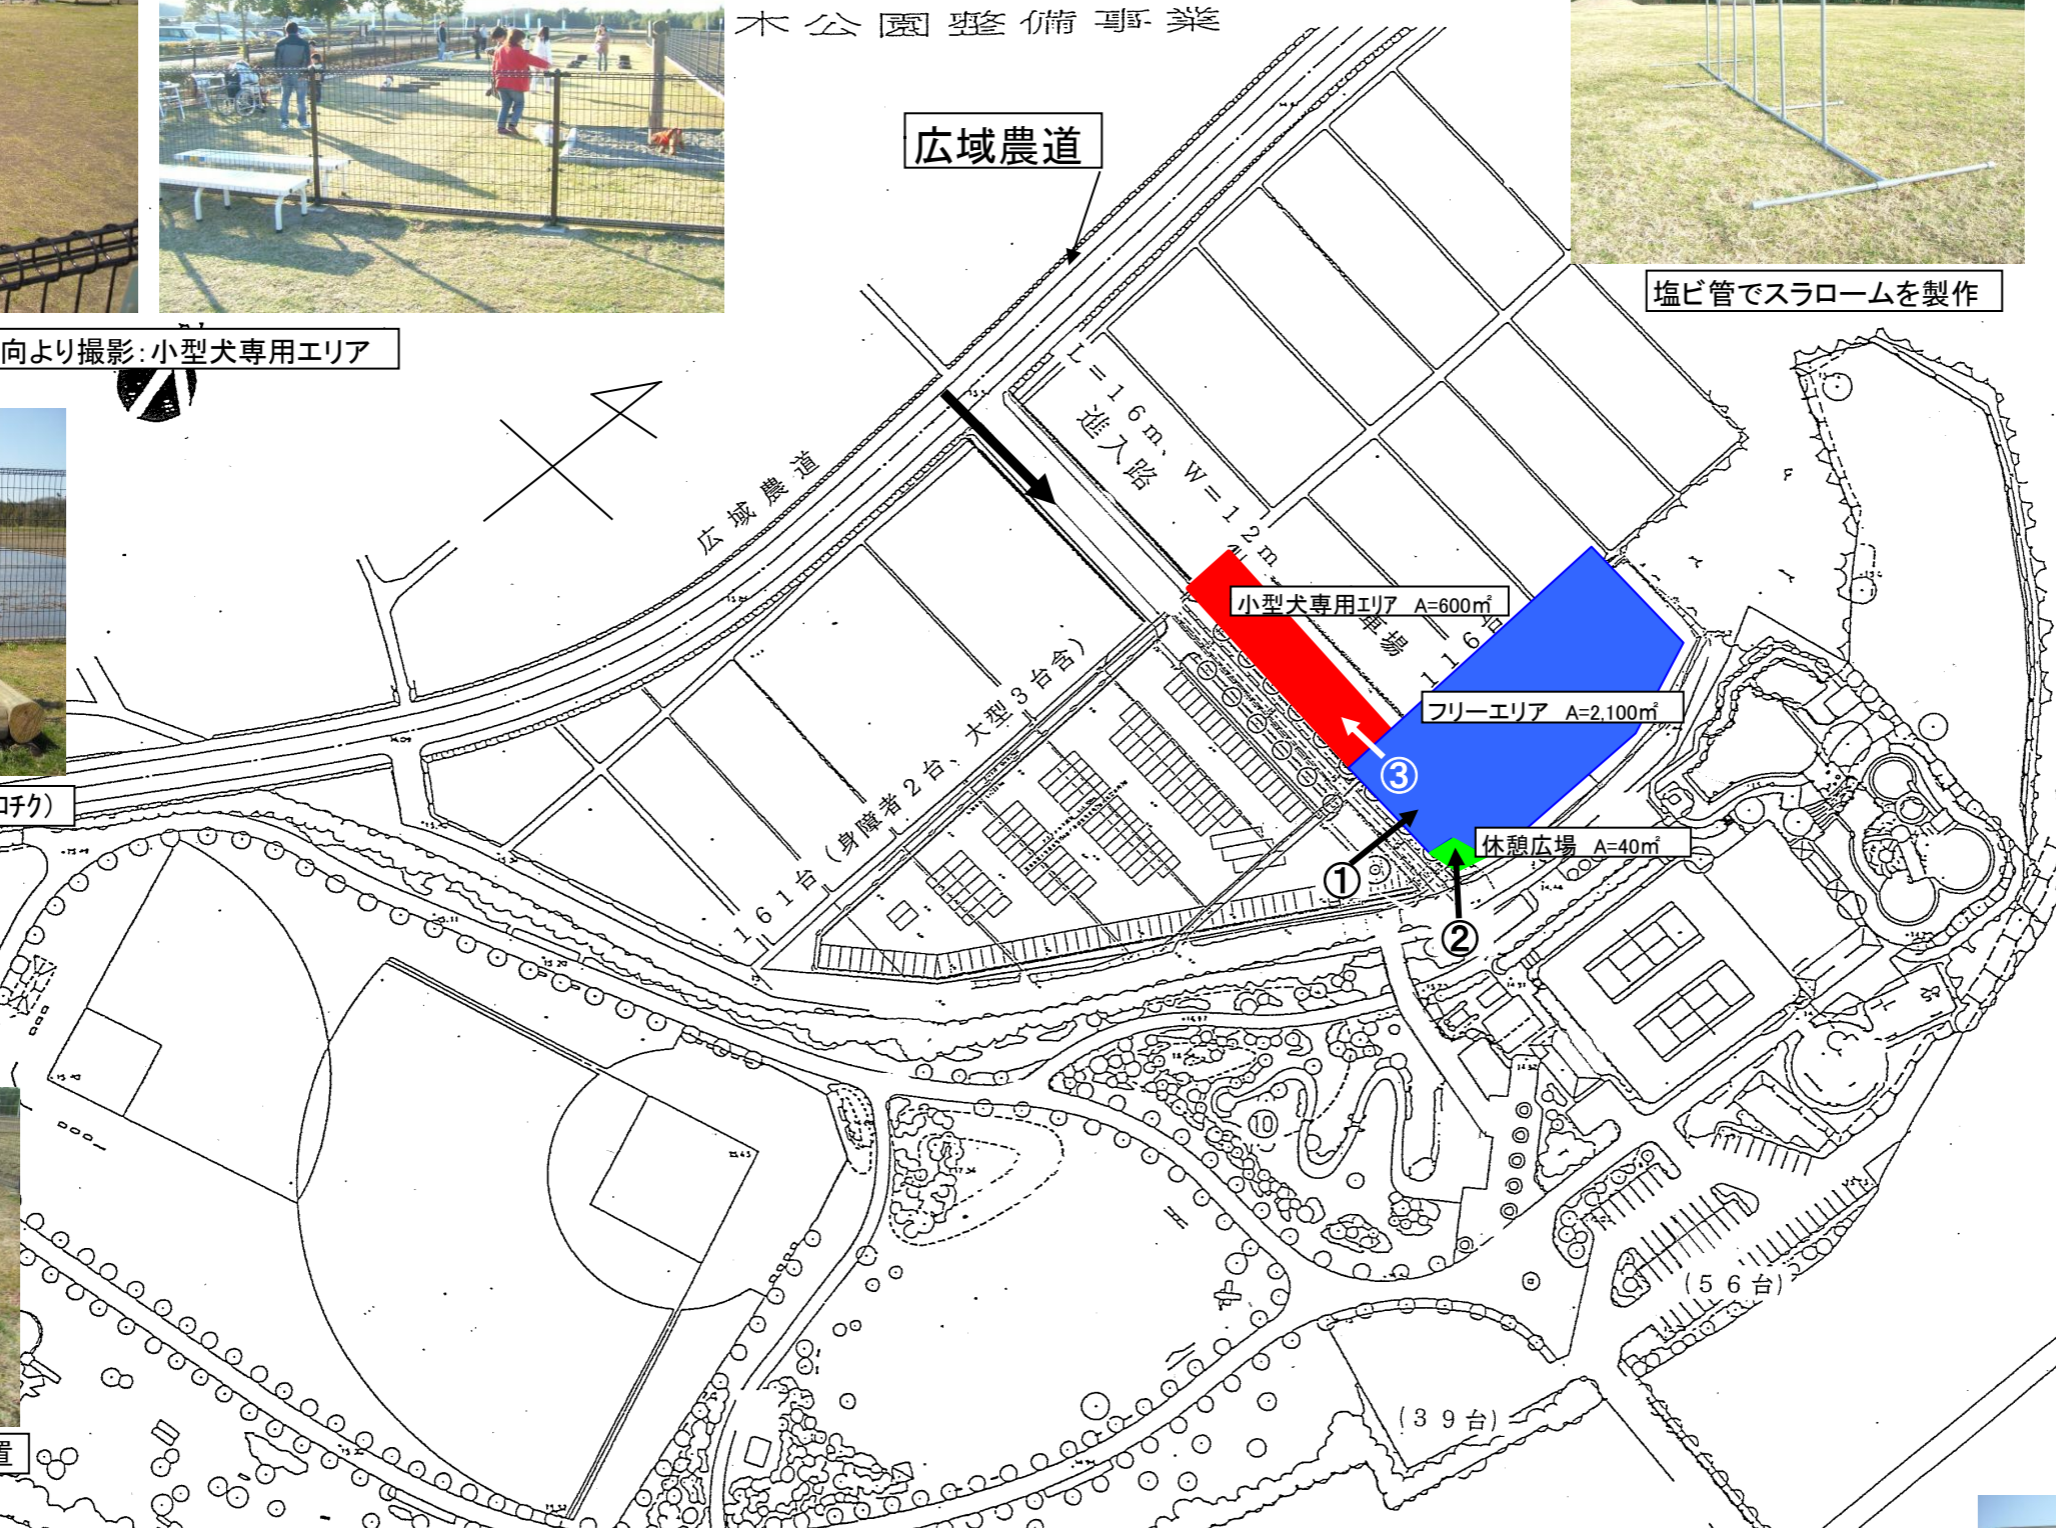 木公園整備事業
広域農道
塩ビ管でスラロームを製作
向より撮影：小型犬専用エリア
L＝16m、W＝12m
進入路
広域農道
小型犬専用エリア A=600㎡
車場
116台
フリーエリア A=2,100㎡
③
161台（身障者2台、大型3台含）
ロチク）
休憩広場 A=40㎡
①
②
⑩
(56台)
(39台)
置